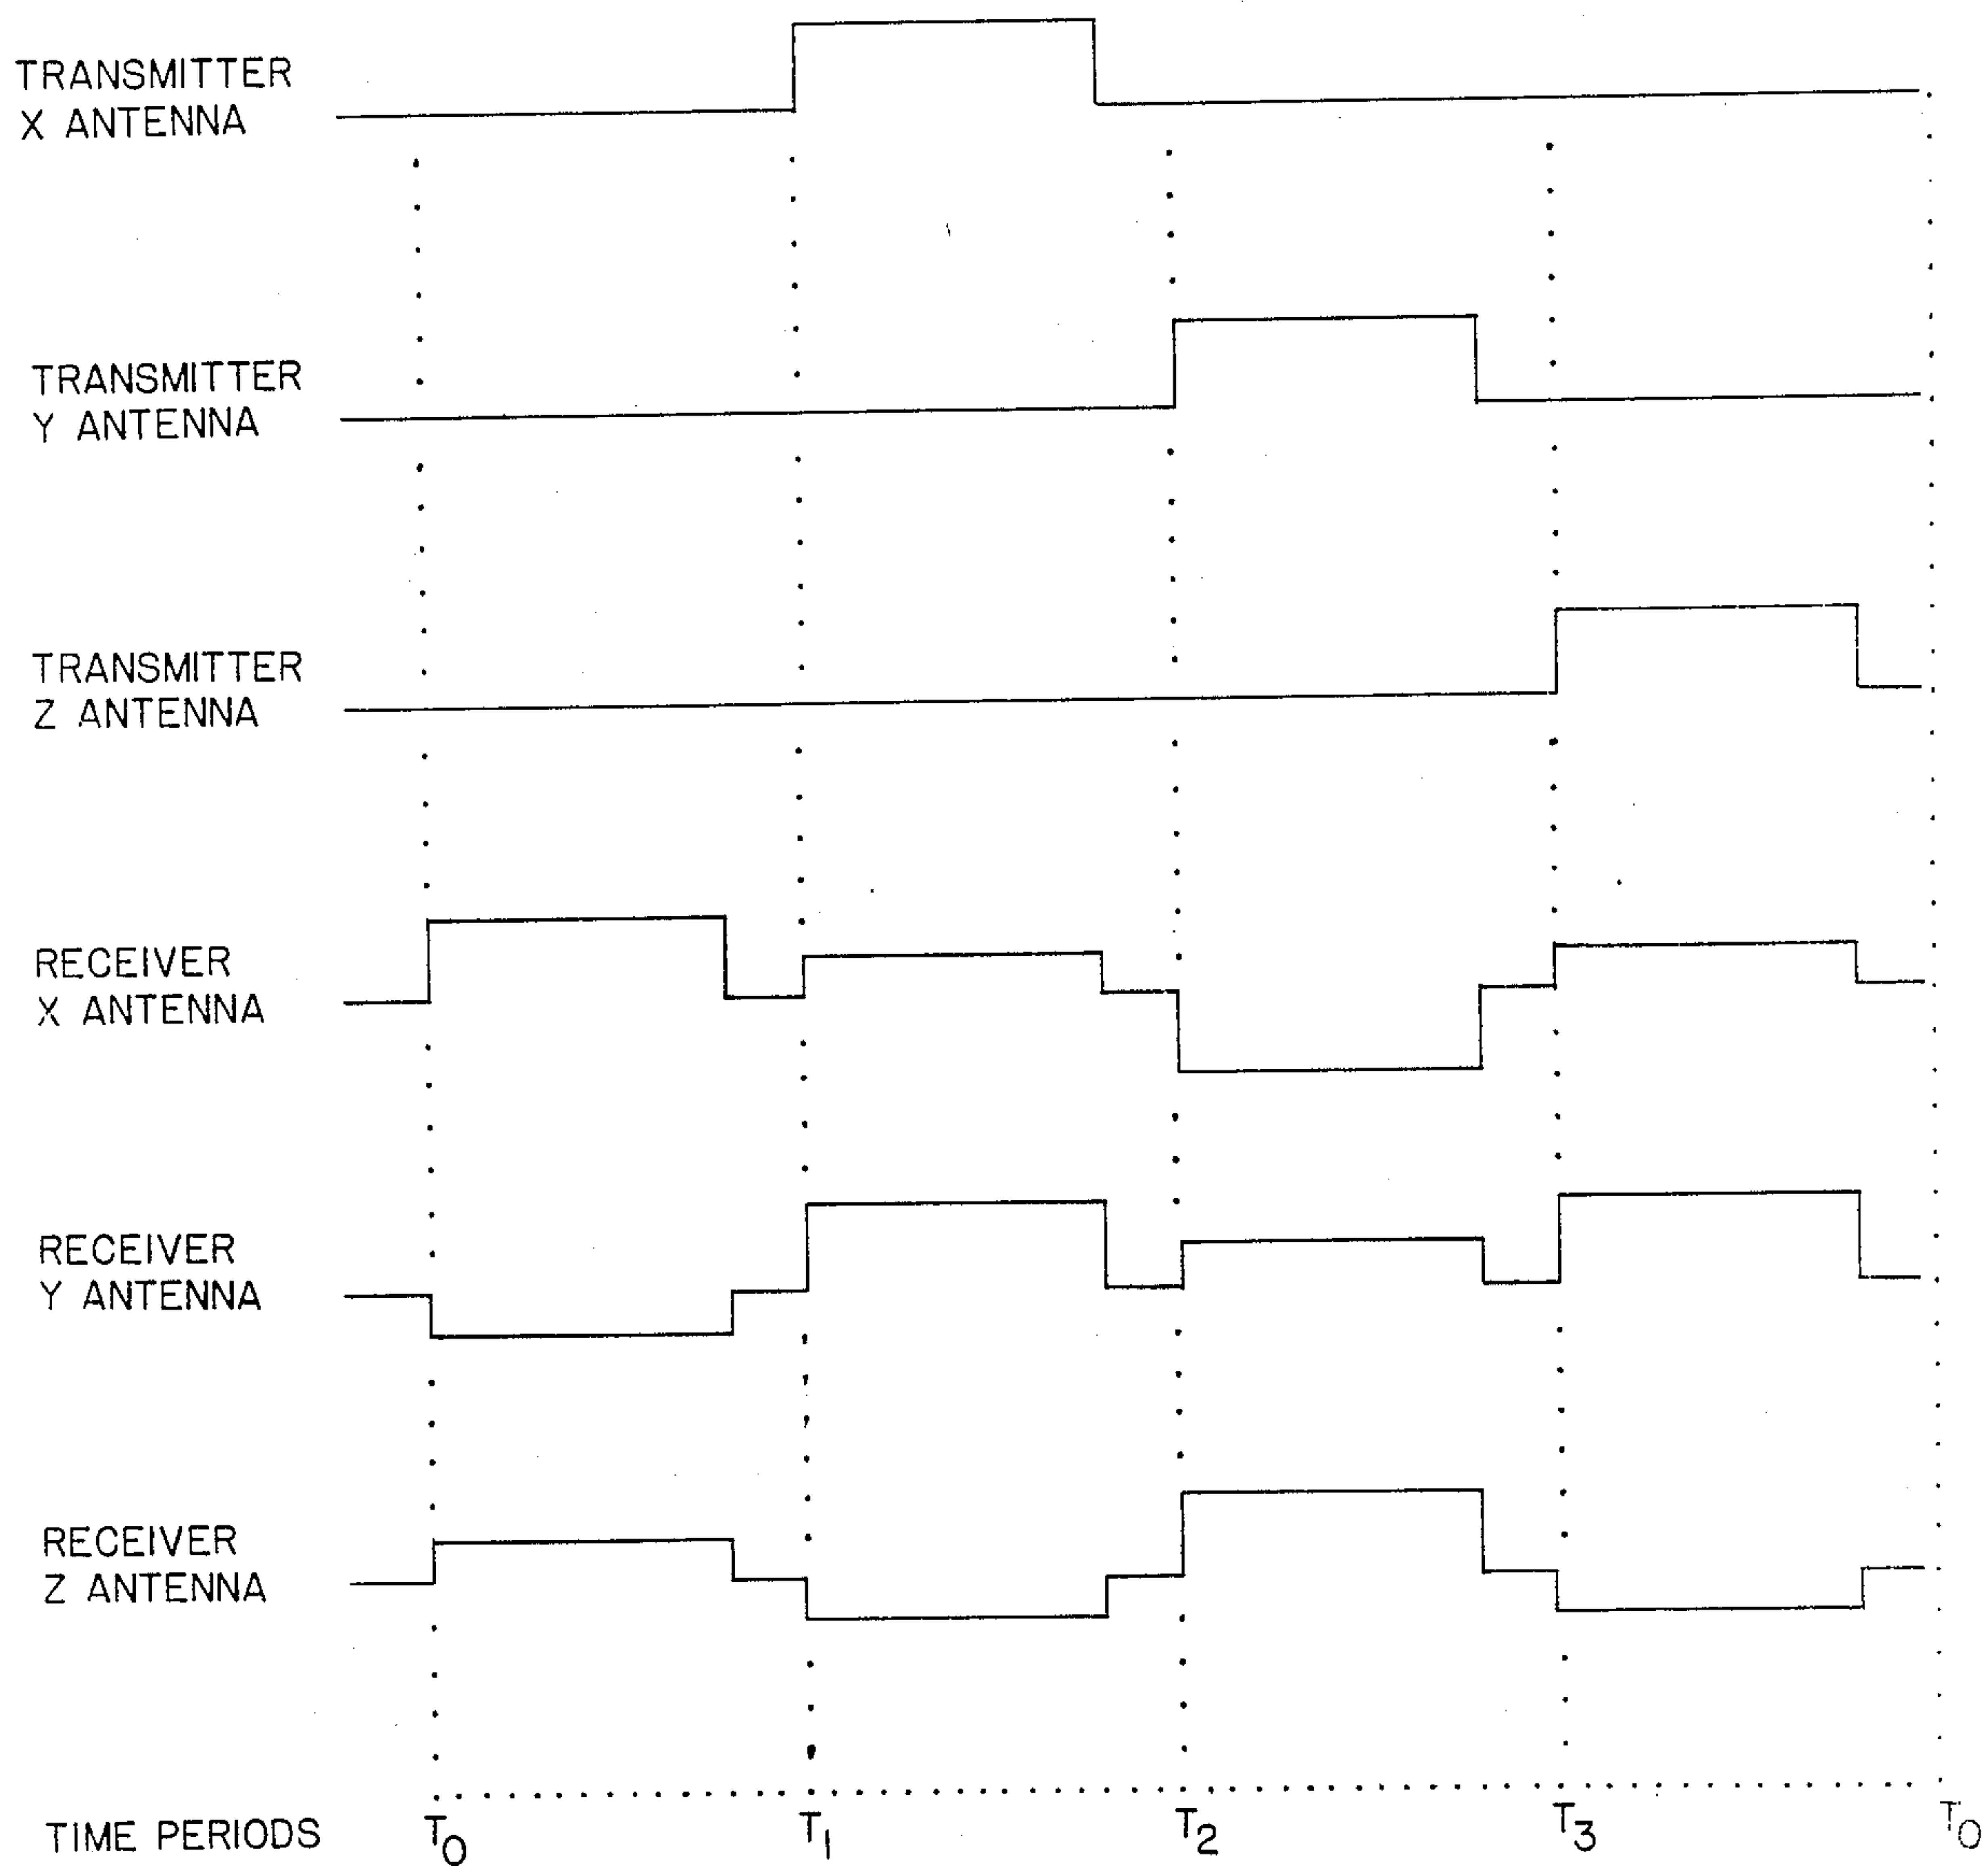 TRANSMITTER
X ANTENNA
TRANSMITTER
Y ANTENNA
TRANSMITTER
Z ANTENNA
RECEIVER
X ANTENNA
RECEIVER
Y ANTENNA
RECEIVER
Z ANTENNA
TIME PERIODS T0 T1 T2 T3 T0